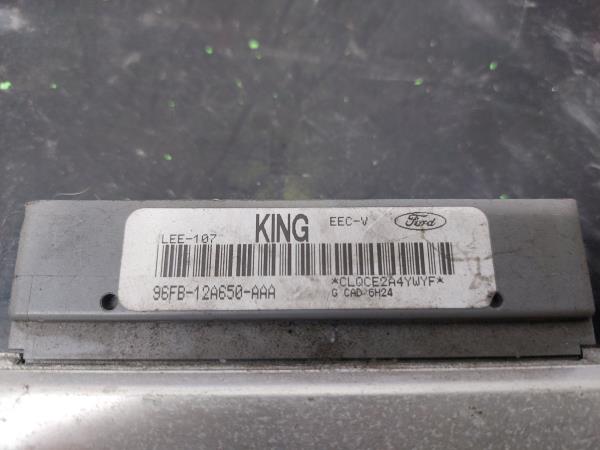 LEE-107 KING EEC-V Ford
*CLQCE2A4YWYF*
96FB-12A650-AAA G CAD 6H24